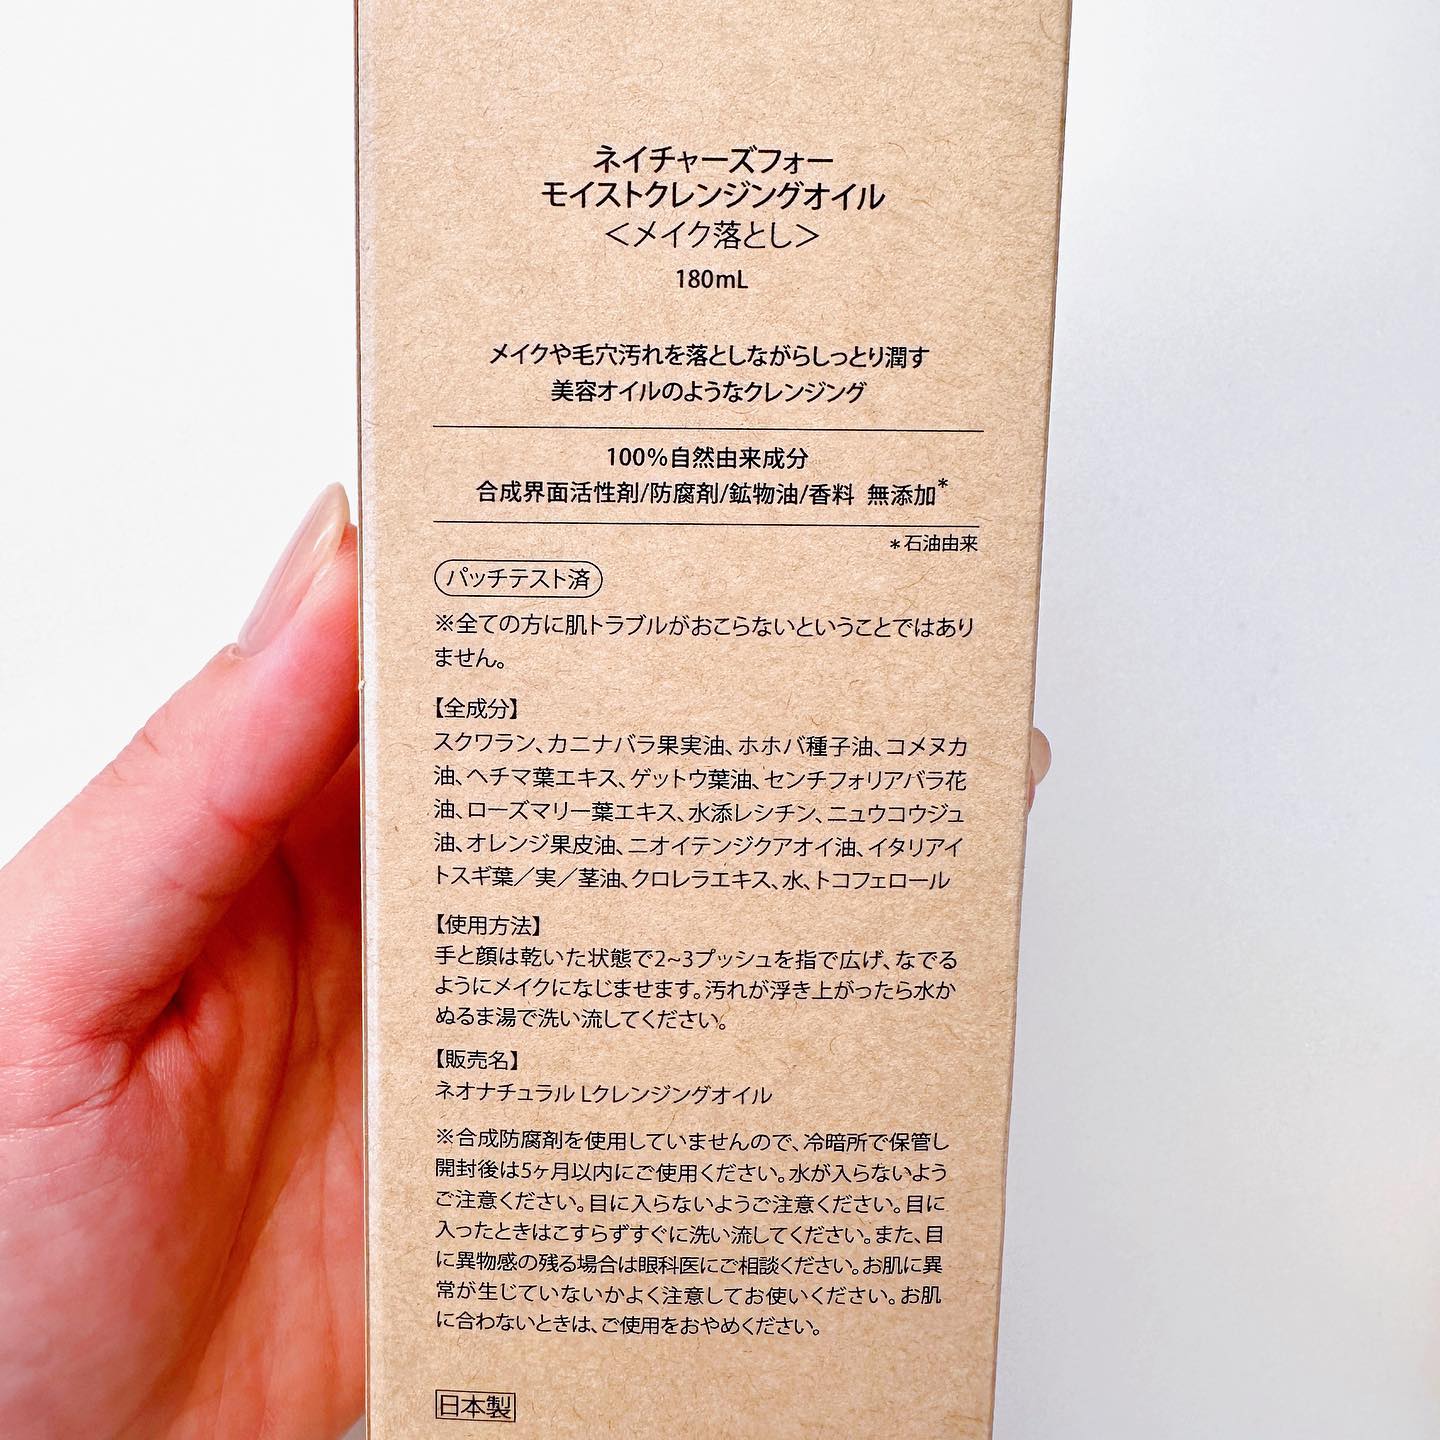 ネイチャーズフォー
モイストクレンジングオイル
＜メイク落とし＞
180mL
メイクや毛穴汚れを落としながらしっとり潤す
美容オイルのようなクレンジング
100%自然由来成分
合成界面活性剤/防腐剤/鉱物油/香料 無添加*
*石油由来
パッチテスト済
※全ての方に肌トラブルがおこらないということではあり
ません。
【全成分】
スクワラン、カニナバラ果実油、ホホバ種子油、コメヌカ
油、ヘチマ葉エキス、ゲットウ葉油、センチフォリアバラ花
油、ローズマリー葉エキス、水添レシチン、ニュウコウジュ
油、オレンジ果皮油、ニオイテンジクアオイ油、イタリアイ
トスギ葉／実／茎油、クロレラエキス、水、トコフェロール
【使用方法】
手と顔は乾いた状態で2~3プッシュを指で広げ、なでる
ようにメイクになじませます。汚れが浮き上がったら水か
ぬるま湯で洗い流してください。
【販売名】
ネオナチュラル Lクレンジングオイル
※合成防腐剤を使用していませんので、冷暗所で保管し
開封後は5ヶ月以内にご使用ください。水が入らないよう
ご注意ください。目に入らないようご注意ください。目に
入ったときはこすらずすぐに洗い流してください。また、目
に異物感の残る場合は眼科医にご相談ください。お肌に異
常が生じていないかよく注意してお使いください。お肌
に合わないときは、ご使用をおやめください。
日本製